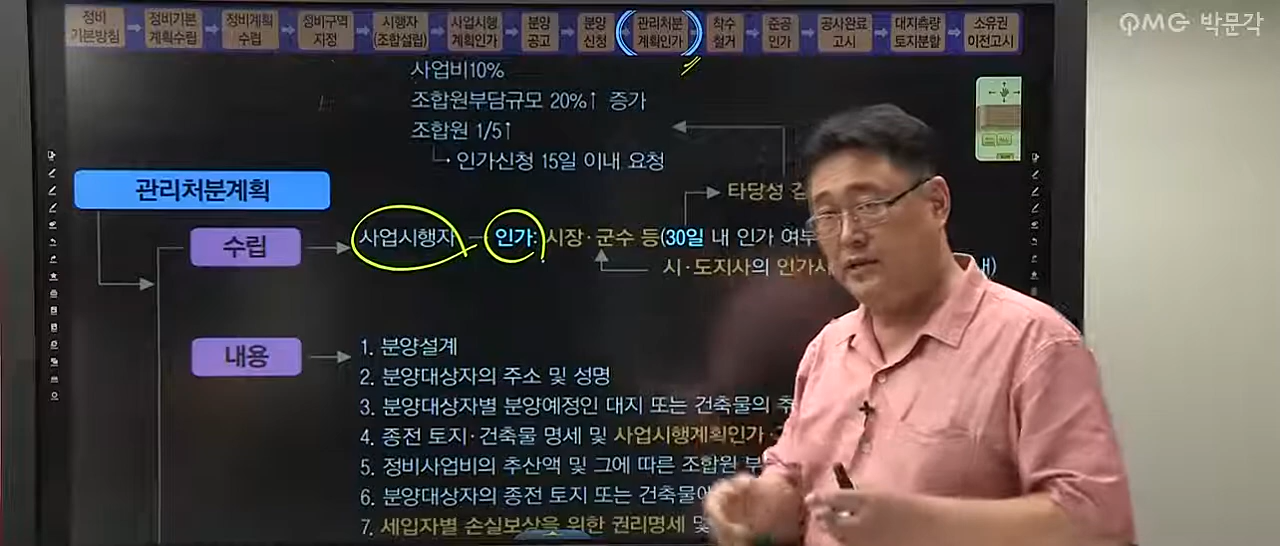 정비 기본방침
정비기본 계획수립
정비계획 수립
정비구역 지정
시행자 (조합설립)
사업시행 계획인가
분양 공고
분양 신청
관리처분 계획인가
착수 철거
준공 인가
공사완료 고시
대지측량 토지분할
소유권 이전고시
QMG 박문각
사업비10%
조합원부담규모 20%↑ 증가
조합원 1/5↑
인가신청 15일 이내 요청
관리처분계획
타당성
수립
사업시행자 - 인가: 시장·군수 등(30일 내 인가 여부
시·도지사의
내용
1. 분양설계
2. 분양대상자의 주소 및 성명
3. 분양대상자별 분양예정인 대지 또는 건축물의
4. 종전 토지·건축물 명세 및 사업시행계획인가·
5. 정비사업비의 추산액 및 그에 따른 조합원
6. 분양대상자의 종전 토지 또는 건축물에
7. 세입자별 손실보상을 위한 권리명세 및